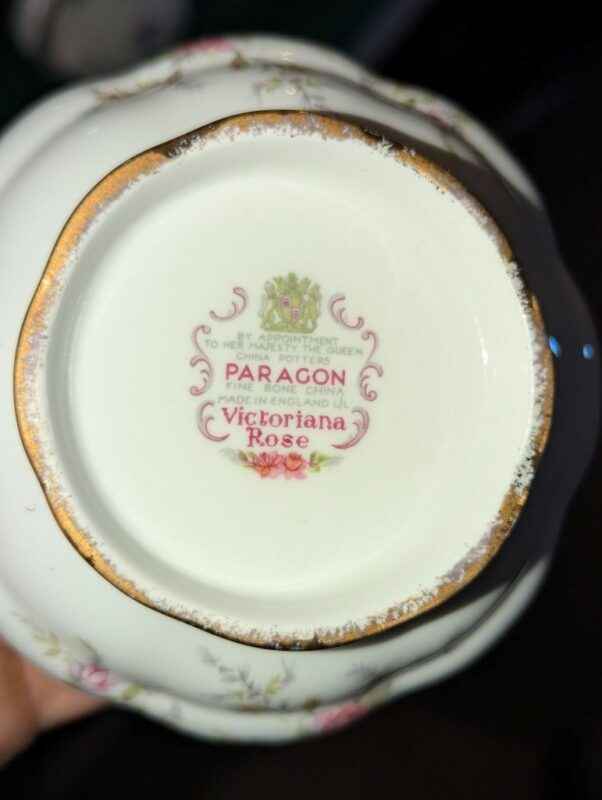 BY APPOINTMENT
TO HER MAJESTY THE QUEEN
CHINA POTTERS
PARAGON
FINE BONE CHINA
MADE IN ENGLAND
Victoriana
Rose